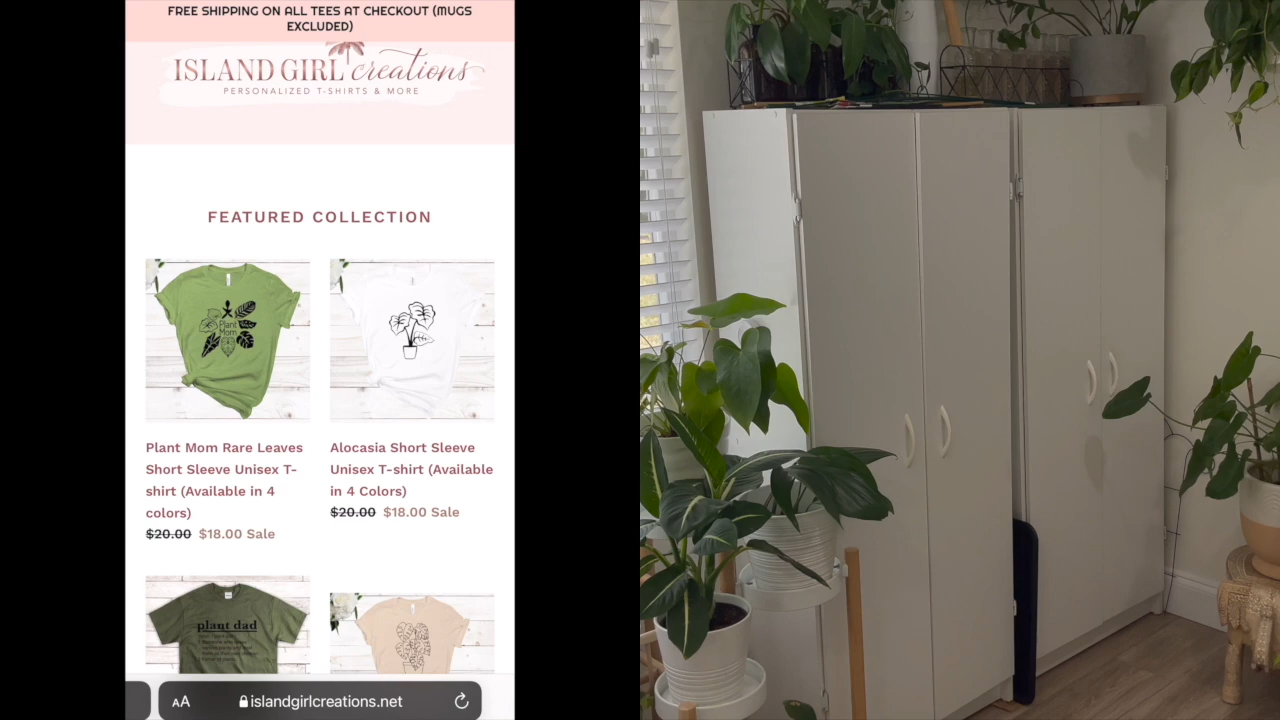 FREE SHIPPING ON ALL TEES AT CHECKOUT (MUGS
EXCLUDED)
ISLAND GIRL creations
PERSONALIZED T-SHIRTS & MORE
FEATURED COLLECTION
Plant
Mom
Plant Mom Rare Leaves
Short Sleeve Unisex T-
shirt (Available in 4
colors)
$20.00 $18.00 Sale
Alocasia Short Sleeve
Unisex T-shirt (Available
in 4 Colors)
$20.00 $18.00 Sale
plant dad
AA
islandgirlcreations.net